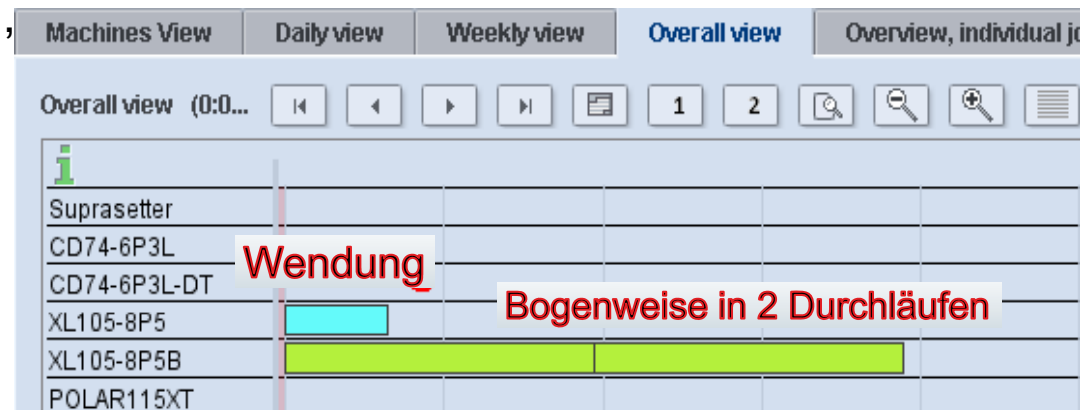 , Machines View Daily view Weekly view Overall view Overview, individual jo
Overall view (0:0... 1 2
i
Suprasetter
CD74-6P3L
Wendung
CD74-6P3L-DT
Bogenweise in 2 Durchläufen
XL105-8P5
XL105-8P5B
POLAR115XT